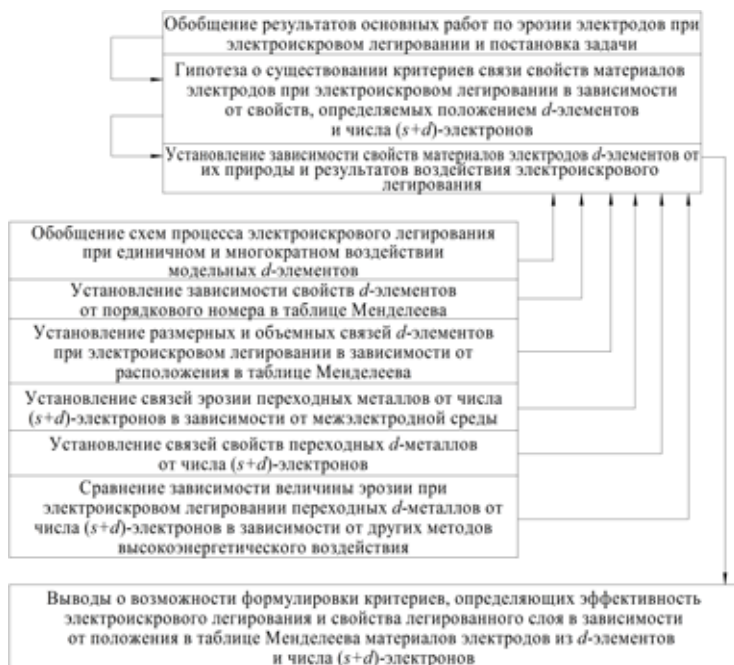 Обобщение результатов основных работ по эрозии электродов при
электроискровом легировании и постановка задачи
Гипотеза о существовании критериев связи свойств материалов
электродов при электроискровом легировании в зависимости
от свойств, определяемых положением d-элементов
и числа (s+d)-электронов
Установление зависимости свойств материалов электродов d-элементов от
их природы и результатов воздействия электроискрового
легирования
Обобщение схем процесса электроискрового легирования
при единичном и многократном воздействии
модельных d-элементов
Установление зависимости свойств d-элементов
от порядкового номера в таблице Менделеева
Установление размерных и объемных связей d-элементов
при электроискровом легировании в зависимости от
расположения в таблице Менделеева
Установление связей эрозии переходных металлов от числа
(s+d)-электронов в зависимости от межэлектродной среды
Установление связей свойств переходных d-металлов
от числа (s+d)-электронов
Сравнение зависимости величины эрозии при
электроискровом легировании переходных d-металлов от
числа (s+d)-электронов в зависимости от других методов
высокоэнергетического воздействия
Выводы о возможности формулировки критериев, определяющих эффективность
электроискрового легирования и свойства легированного слоя в зависимости
от положения в таблице Менделеева материалов электродов из d-элементов
и числа (s+d)-электронов